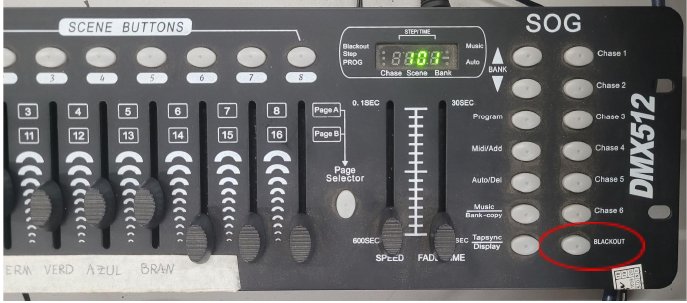 SCENE BUTTONS
3 4 5 6 7 8
STEP/TIME
Blackout
Step
PROG
101
Music
Auto
Chase Scene Bank
SOG
BANK
Chase 1
Chase 2
Program
Chase 3
Midi/Add
Chase 4
Auto/Del
Chase 5
Music
Bank-copy
Chase 6
Tapsync
Display
BLACKOUT
DMX512
3 4 5 6 7 8
Page A
11 12 13 14 15 16
Page B
Page
Selector
0.1SEC
30SEC
600SEC
SPEED
VERD AZUL BRAN